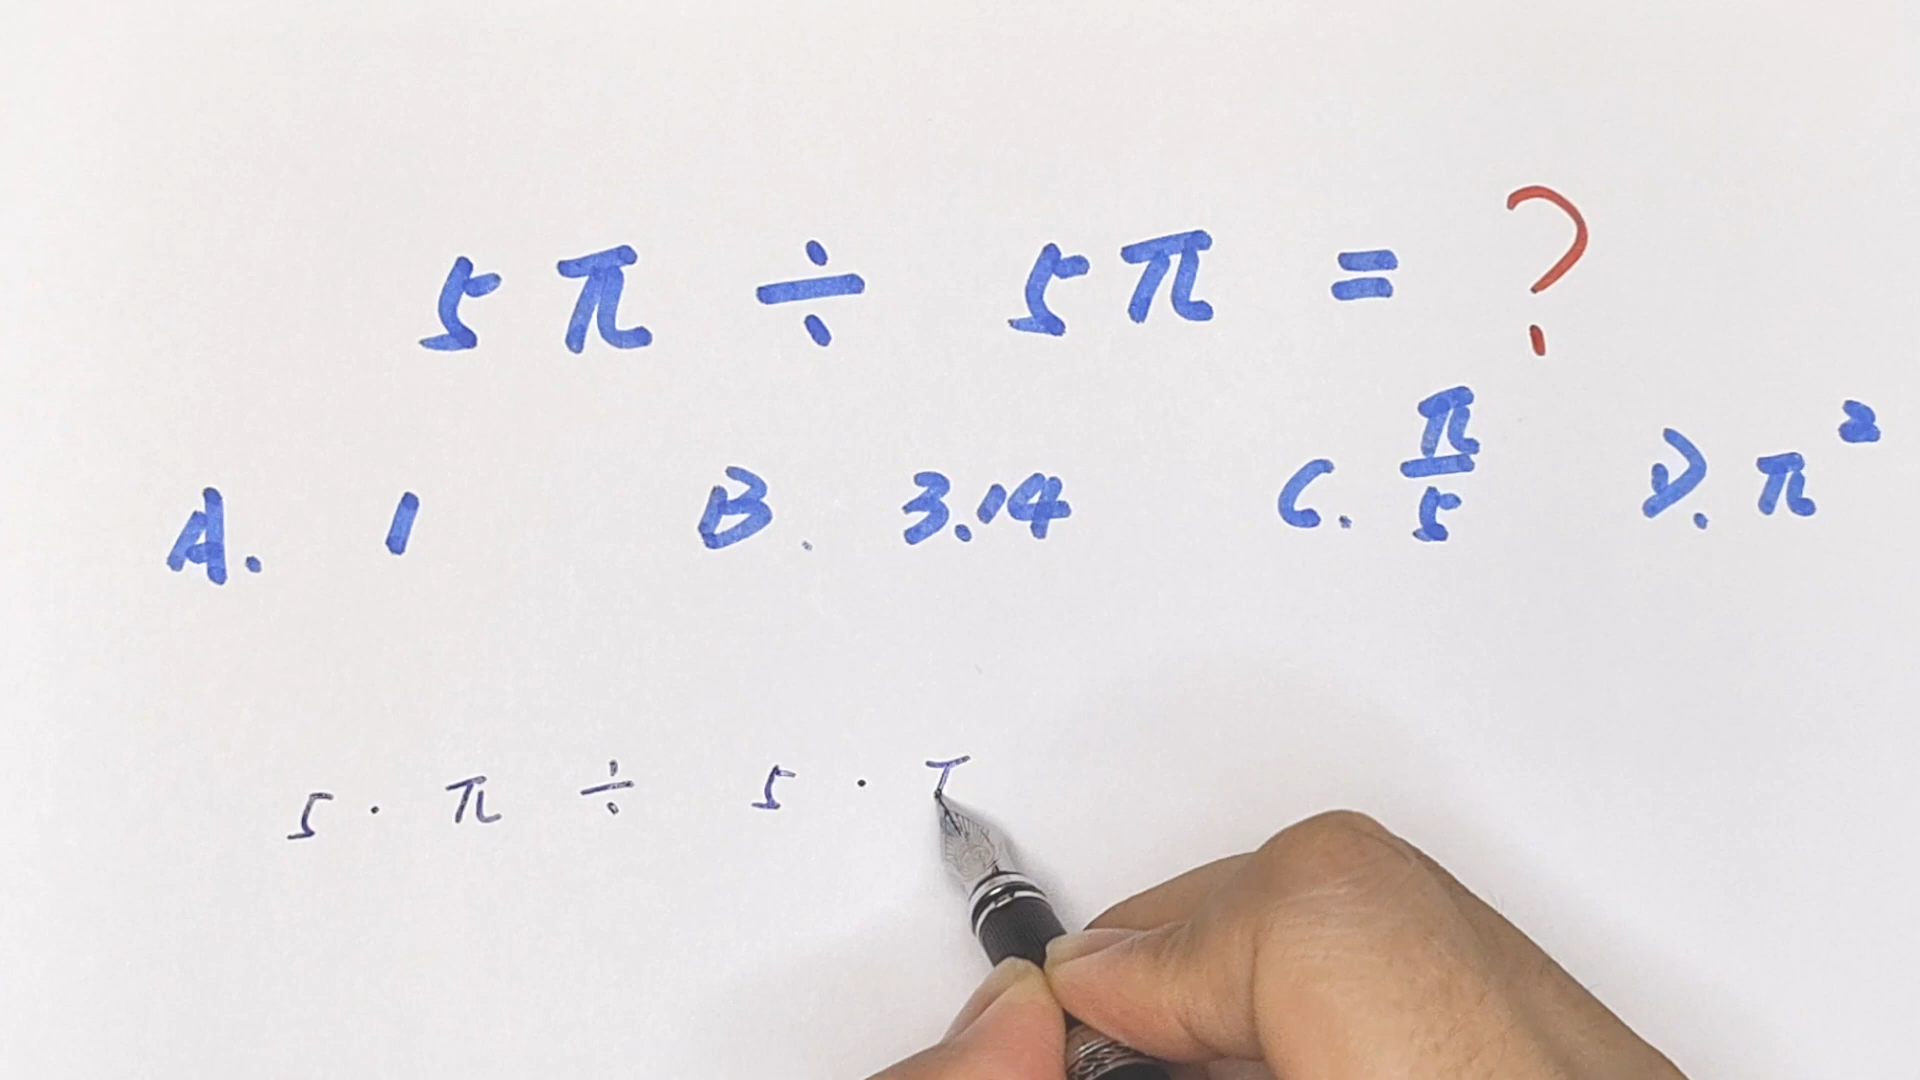 5π ÷ 5π = ?
A. 1 B. 3.14 C. π/5 D. π²
5 · π ÷ 5 ·